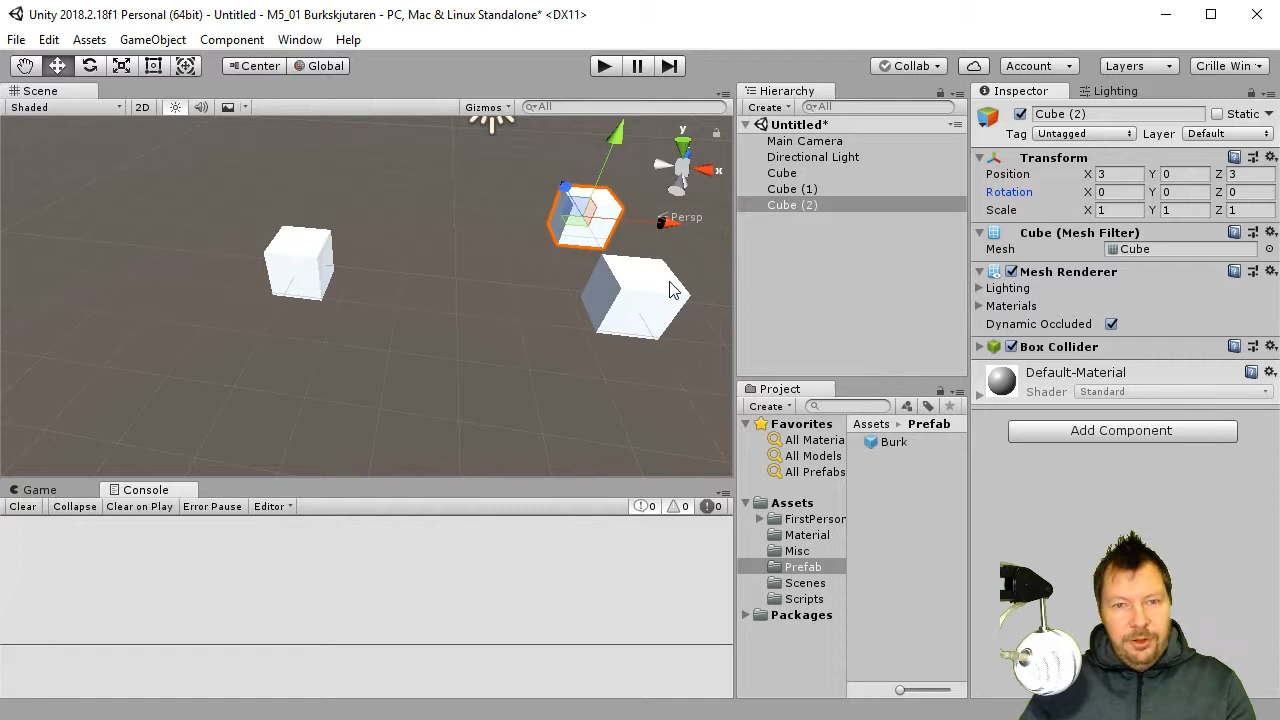 Unity 2018.2.18f1 Personal (64bit) - Untitled - M5_01 Burkskjutaren - PC, Mac & Linux Standalone* <DX11>
File Edit Assets GameObject Component Window Help
Center Global Collab Account Layers Crille Win
Scene Hierarchy Inspector Lighting
Shaded 2D Gizmos All Create All Cube (2) Static
Tag Untagged Layer Default
Untitled*
Main Camera
Directional Light
Cube
Cube (1)
Cube (2)
y
x
Persp
Transform
Position X 3 Y 0 Z 3
Rotation X 0 Y 0 Z 0
Scale X 1 Y 1 Z 1
Cube (Mesh Filter)
Mesh Cube
Mesh Renderer
Lighting
Materials
Dynamic Occluded
Box Collider
Default-Material
Shader Standard
Add Component
Project
Create
Favorites
All Materia
All Models
All Prefabs
Assets
FirstPerson
Material
Misc
Prefab
Scenes
Scripts
Packages
Assets Prefab
Burk
Game Console
Clear Collapse Clear on Play Error Pause Editor 0 0 0